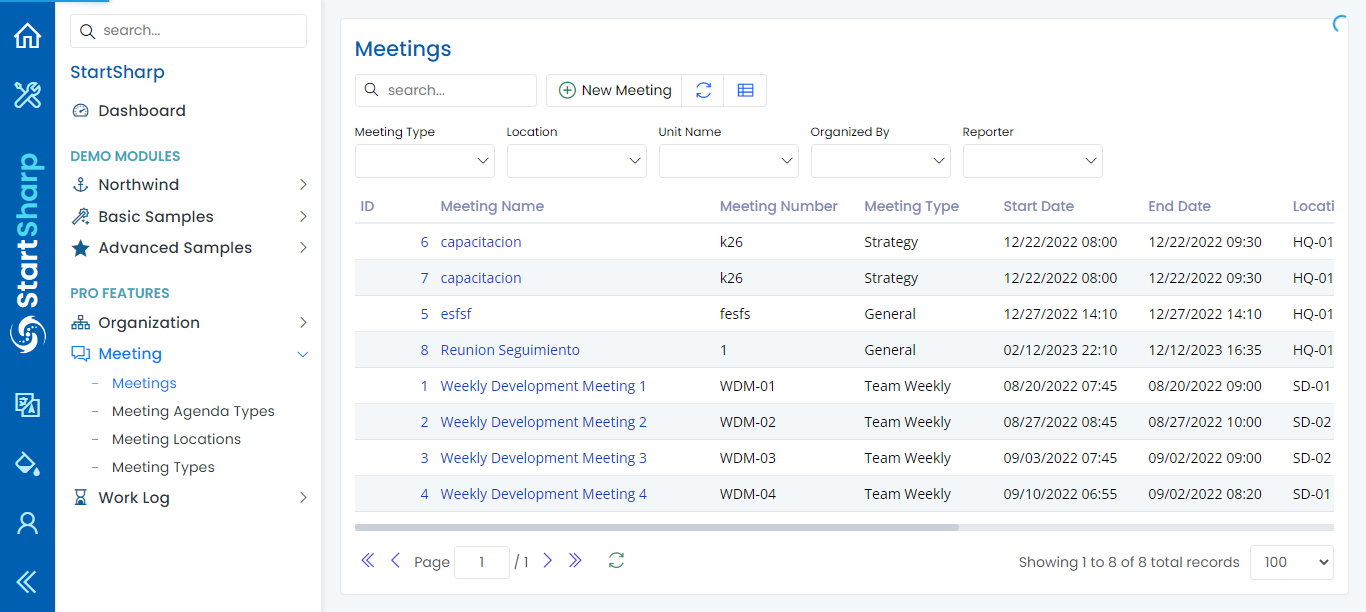 StartSharp
search...
StartSharp
Dashboard
DEMO MODULES
Northwind
Basic Samples
Advanced Samples
PRO FEATURES
Organization
Meeting
– Meetings
– Meeting Agenda Types
– Meeting Locations
– Meeting Types
Work Log
Meetings
search...
New Meeting
Meeting Type Location Unit Name Organized By Reporter
ID Meeting Name Meeting Number Meeting Type Start Date End Date Locati
6 capacitacion k26 Strategy 12/22/2022 08:00 12/22/2022 09:30 HQ-01
7 capacitacion k26 Strategy 12/22/2022 08:00 12/22/2022 09:30 HQ-01
5 esfsf fesfs General 12/27/2022 14:10 12/27/2022 14:10 HQ-01
8 Reunion Seguimiento 1 General 02/12/2023 22:10 12/12/2023 16:35 HQ-01
1 Weekly Development Meeting 1 WDM-01 Team Weekly 08/20/2022 07:45 08/20/2022 09:00 SD-01
2 Weekly Development Meeting 2 WDM-02 Team Weekly 08/27/2022 08:45 08/27/2022 10:00 SD-02
3 Weekly Development Meeting 3 WDM-03 Team Weekly 09/03/2022 07:45 09/02/2022 09:00 SD-02
4 Weekly Development Meeting 4 WDM-04 Team Weekly 09/10/2022 06:55 09/02/2022 08:20 SD-01
Page 1 / 1 Showing 1 to 8 of 8 total records 100